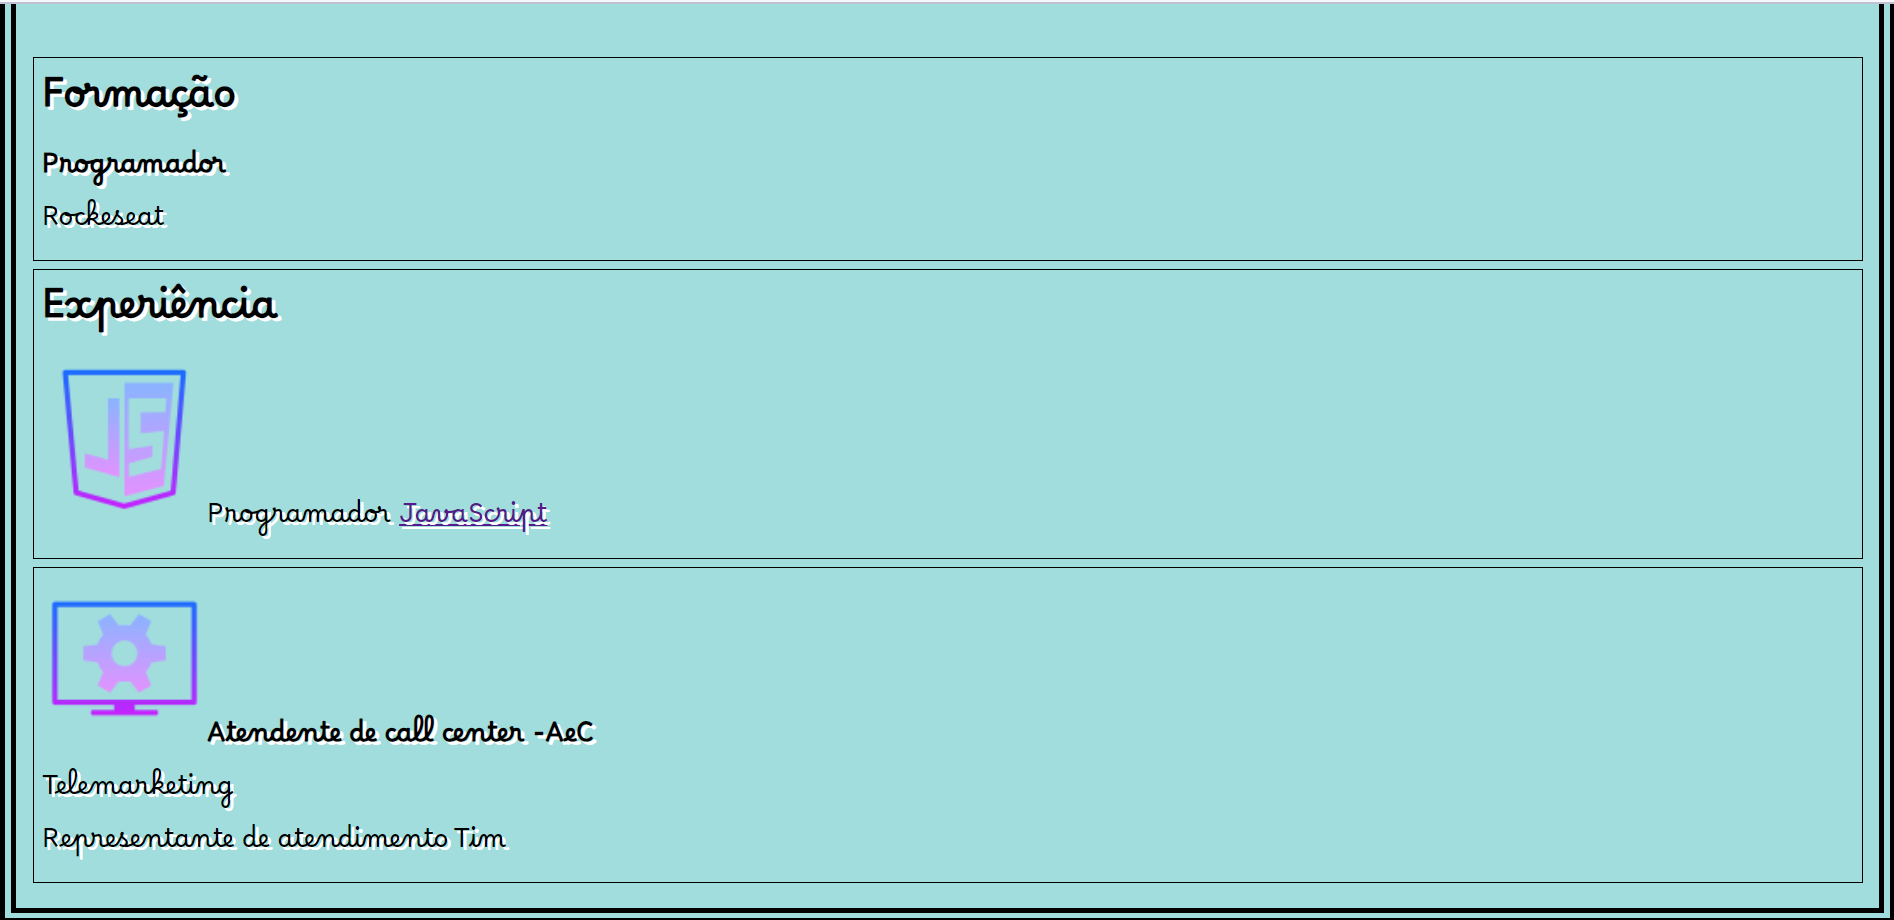 Formação
Programador
Rockeseat
Experiência
JS
Programador JavaScript
Atendente de call center -AeC
Telemarketing
Representante de atendimento Tim